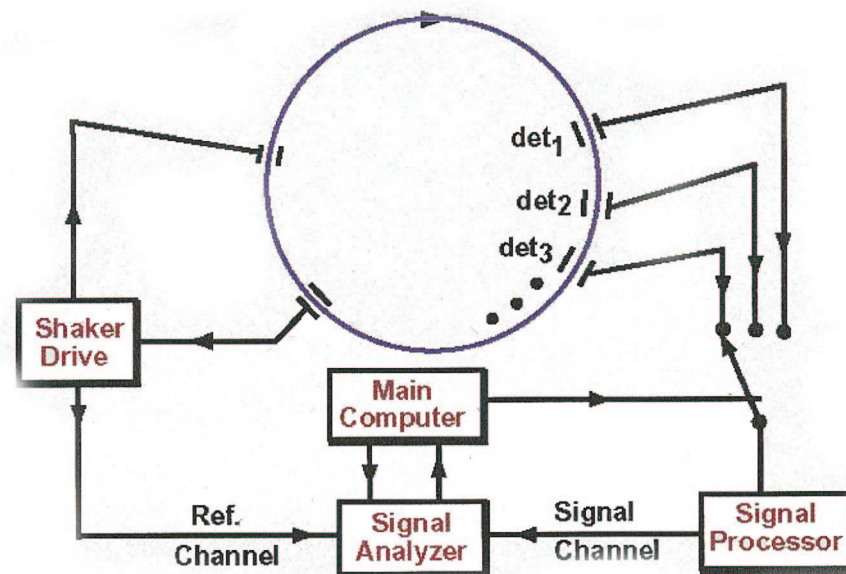 det1
det2
det3
Shaker
Drive
Main
Computer
Ref.
Channel
Signal
Analyzer
Signal
Channel
Signal
Processor